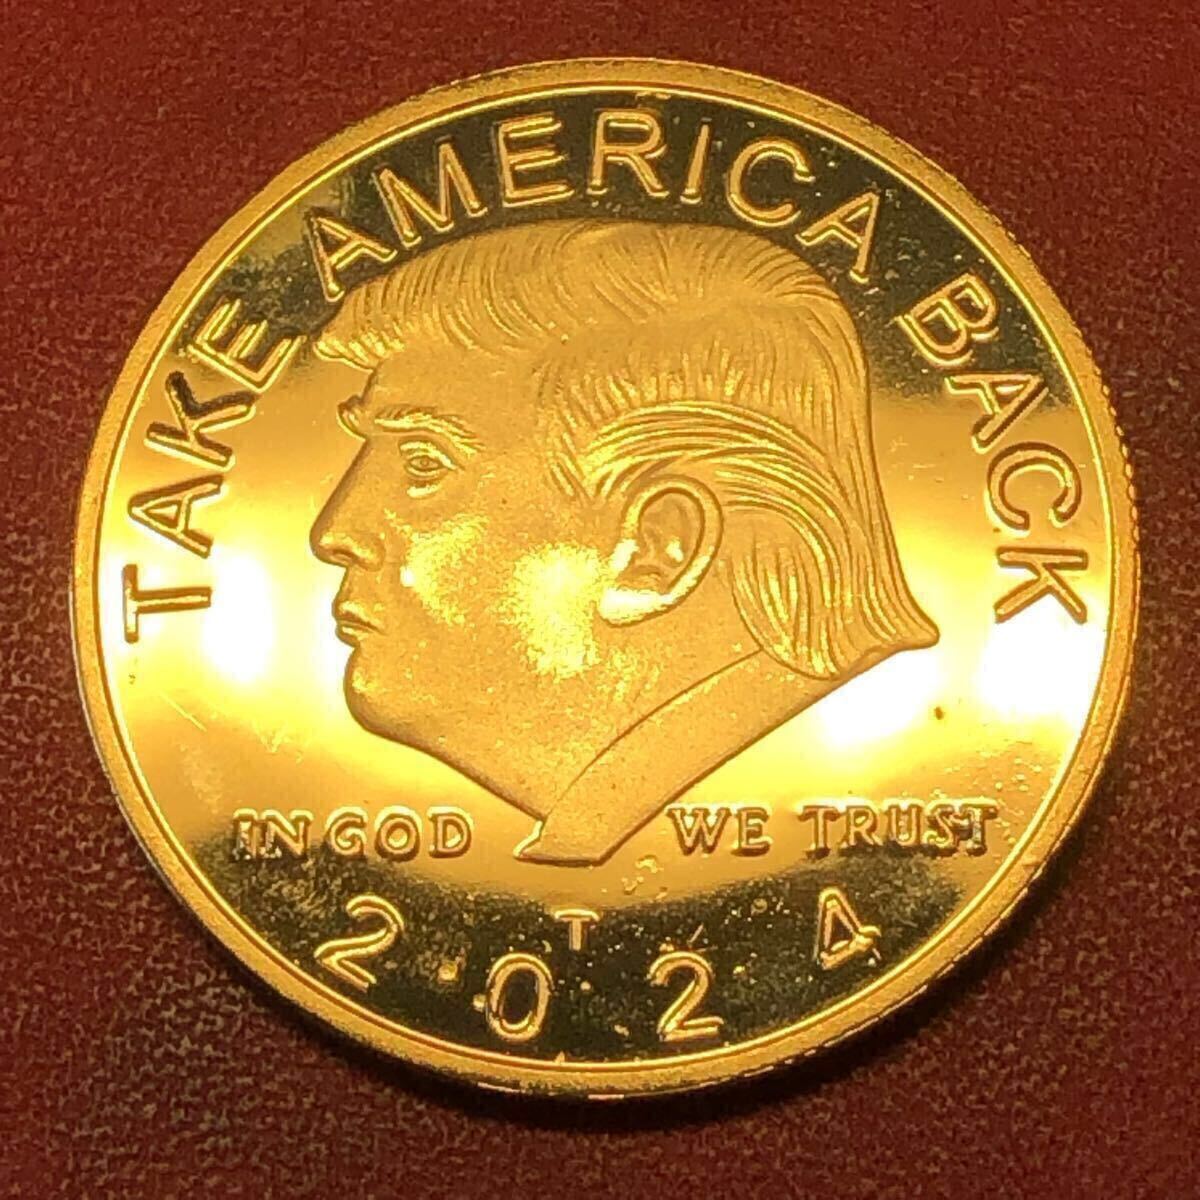 TAKE AMERICA BACK
IN GOD WE TRUST
T
2024